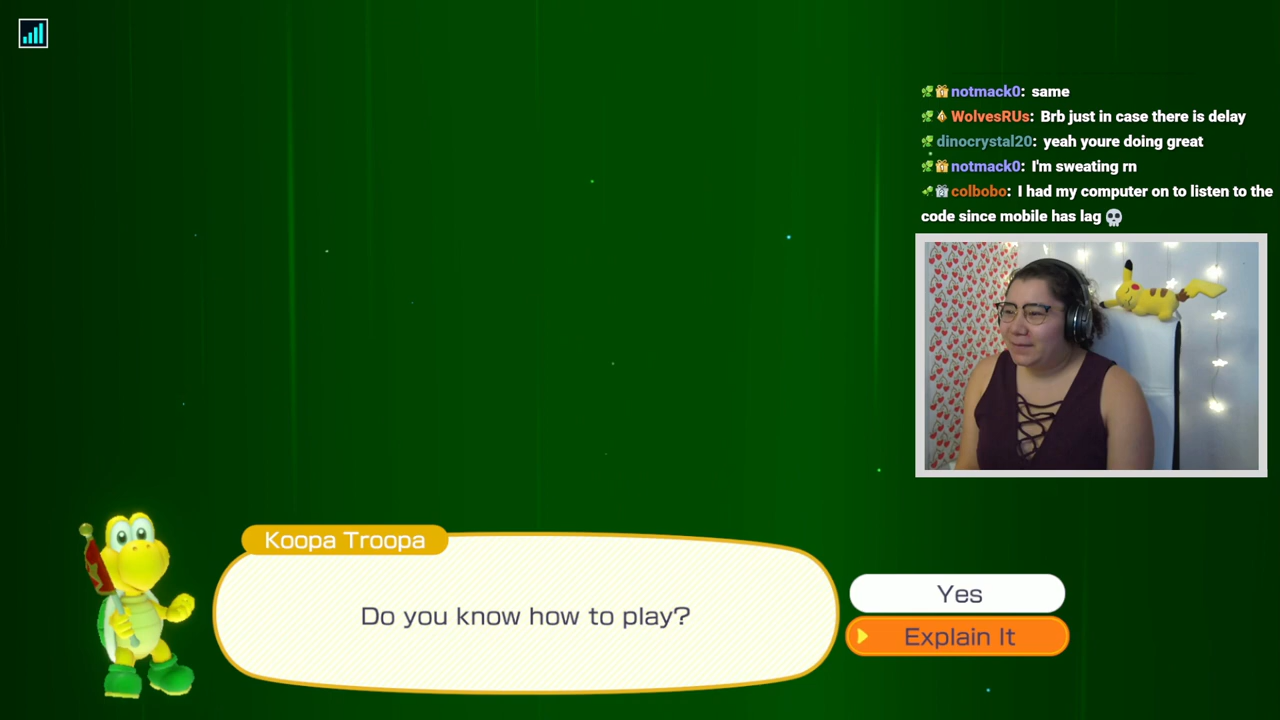 notmack0: same
WolvesRUs: Brb just in case there is delay
dinocrystal20: yeah youre doing great
notmack0: I'm sweating rn
colbobo: I had my computer on to listen to the
code since mobile has lag 💀
Koopa Troopa
Do you know how to play?
Yes
Explain It